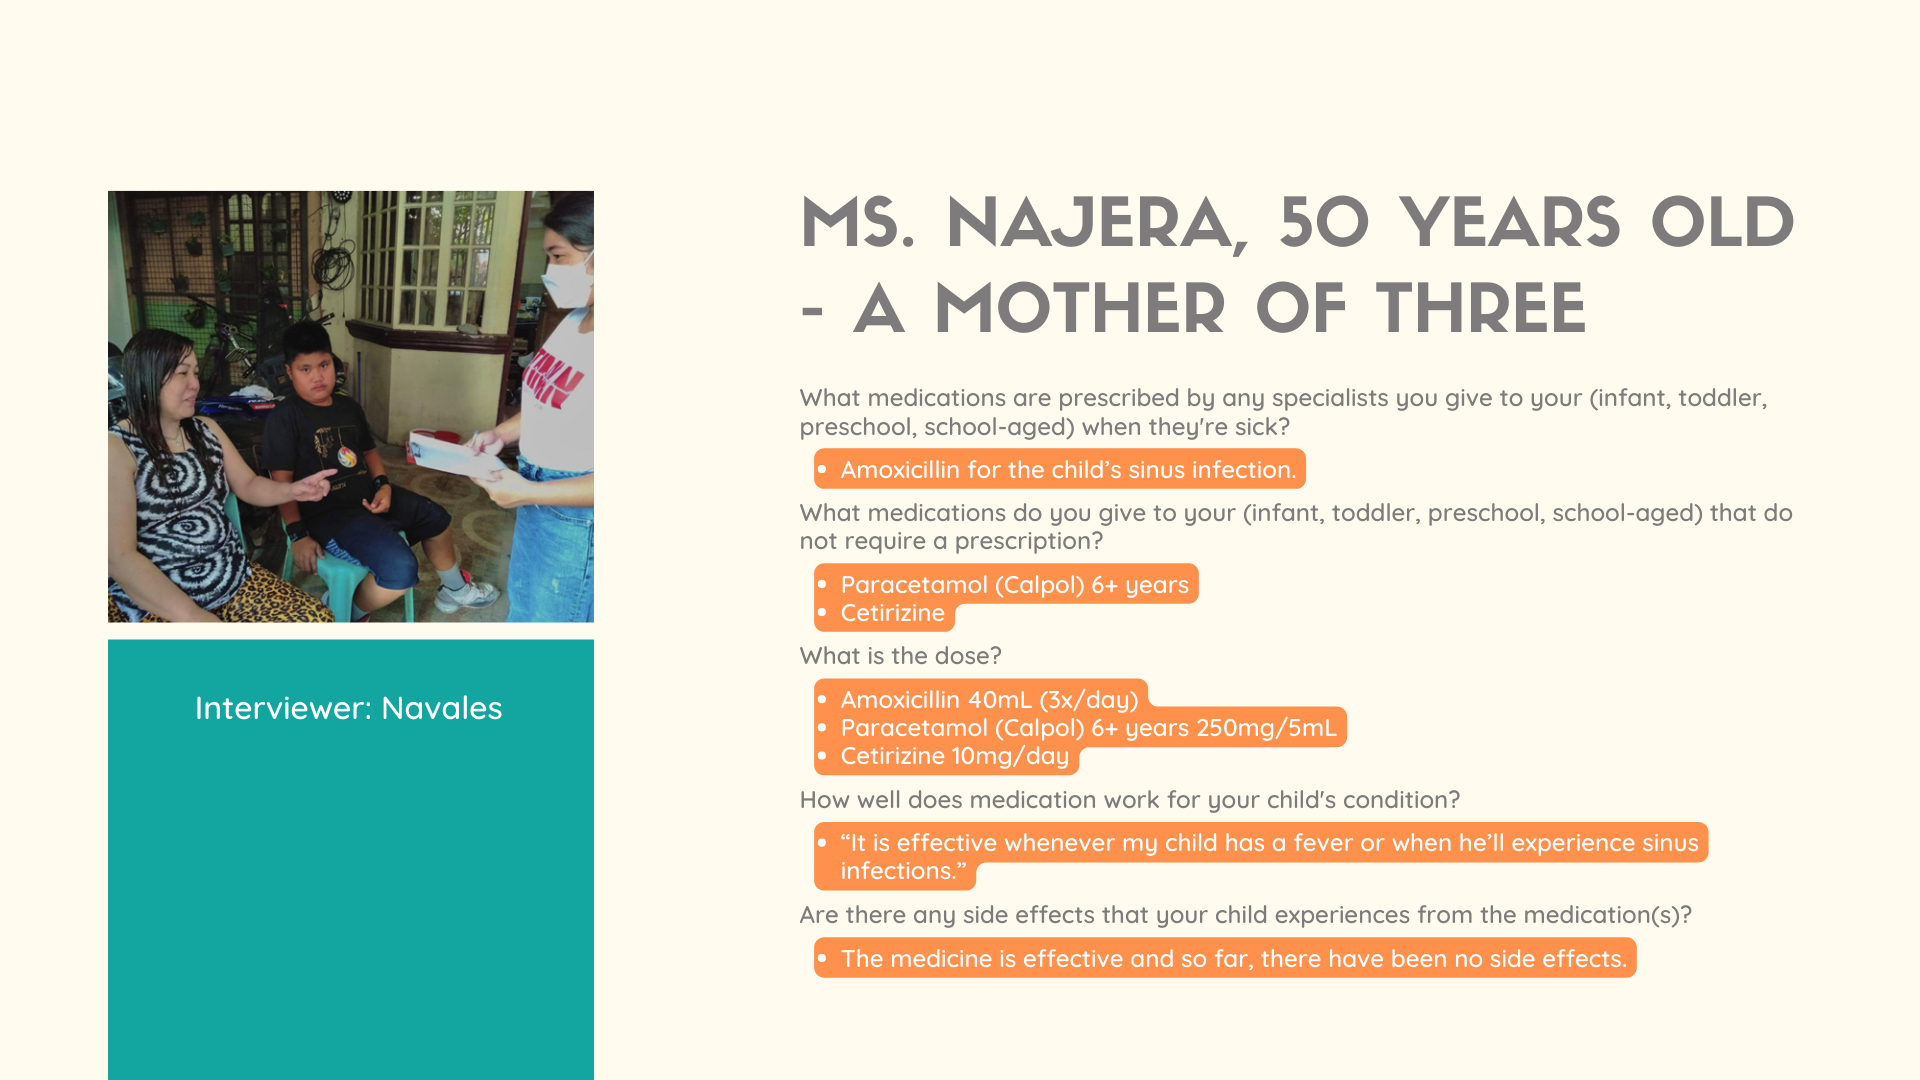 MS. NAJERA, 50 YEARS OLD
- A MOTHER OF THREE
What medications are prescribed by any specialists you give to your (infant, toddler,
preschool, school-aged) when they're sick?
• Amoxicillin for the child’s sinus infection.
What medications do you give to your (infant, toddler, preschool, school-aged) that do
not require a prescription?
• Paracetamol (Calpol) 6+ years
• Cetirizine
What is the dose?
• Amoxicillin 40mL (3x/day)
• Paracetamol (Calpol) 6+ years 250mg/5mL
• Cetirizine 10mg/day
How well does medication work for your child's condition?
• “It is effective whenever my child has a fever or when he’ll experience sinus
infections.”
Are there any side effects that your child experiences from the medication(s)?
• The medicine is effective and so far, there have been no side effects.
Interviewer: Navales